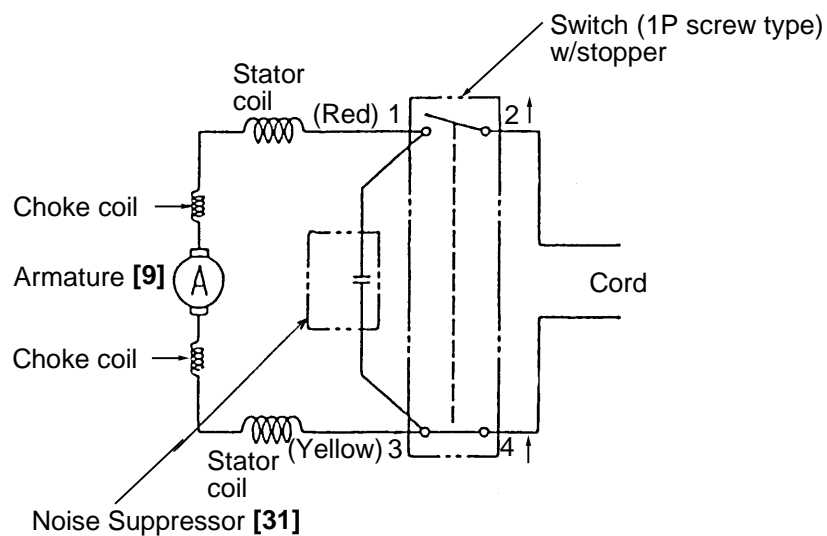 Switch (1P screw type)
w/stopper
Stator
coil
(Red) 1
2
Choke coil
Armature [9]
A
Cord
Choke coil
(Yellow) 3
4
Stator
coil
Noise Suppressor [31]